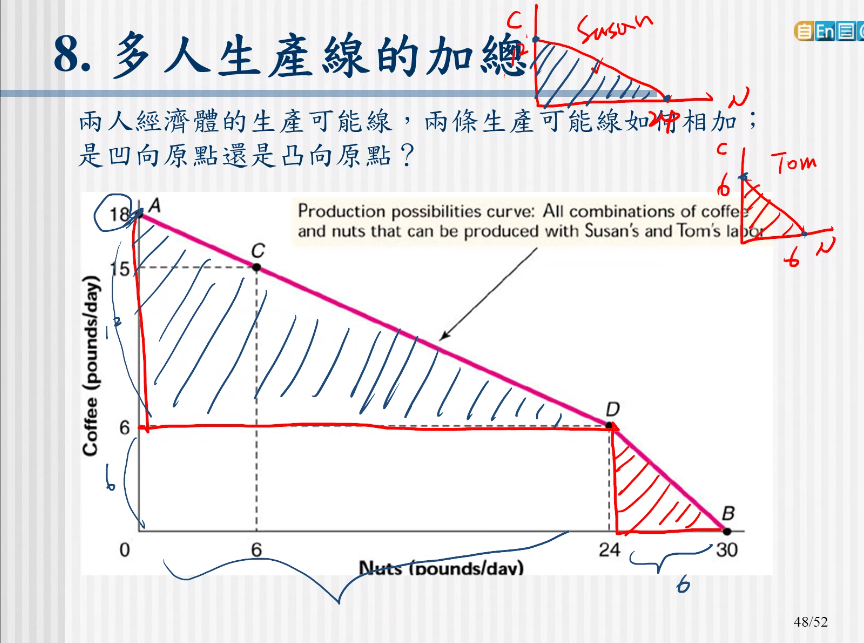 8. 多人生產線的加總
C
Susan
12
24
N
自En
兩人經濟體的生產可能線，兩條生產可能線如何相加；
是凹向原點還是凸向原點？
C
Tom
6
6
N
18
A
Production possibilities curve: All combinations of coffee
and nuts that can be produced with Susan's and Tom's labor
C
15
12
Coffee (pounds/day)
D
6
6
B
0
6
24
30
Nuts (pounds/day)
6
48/52